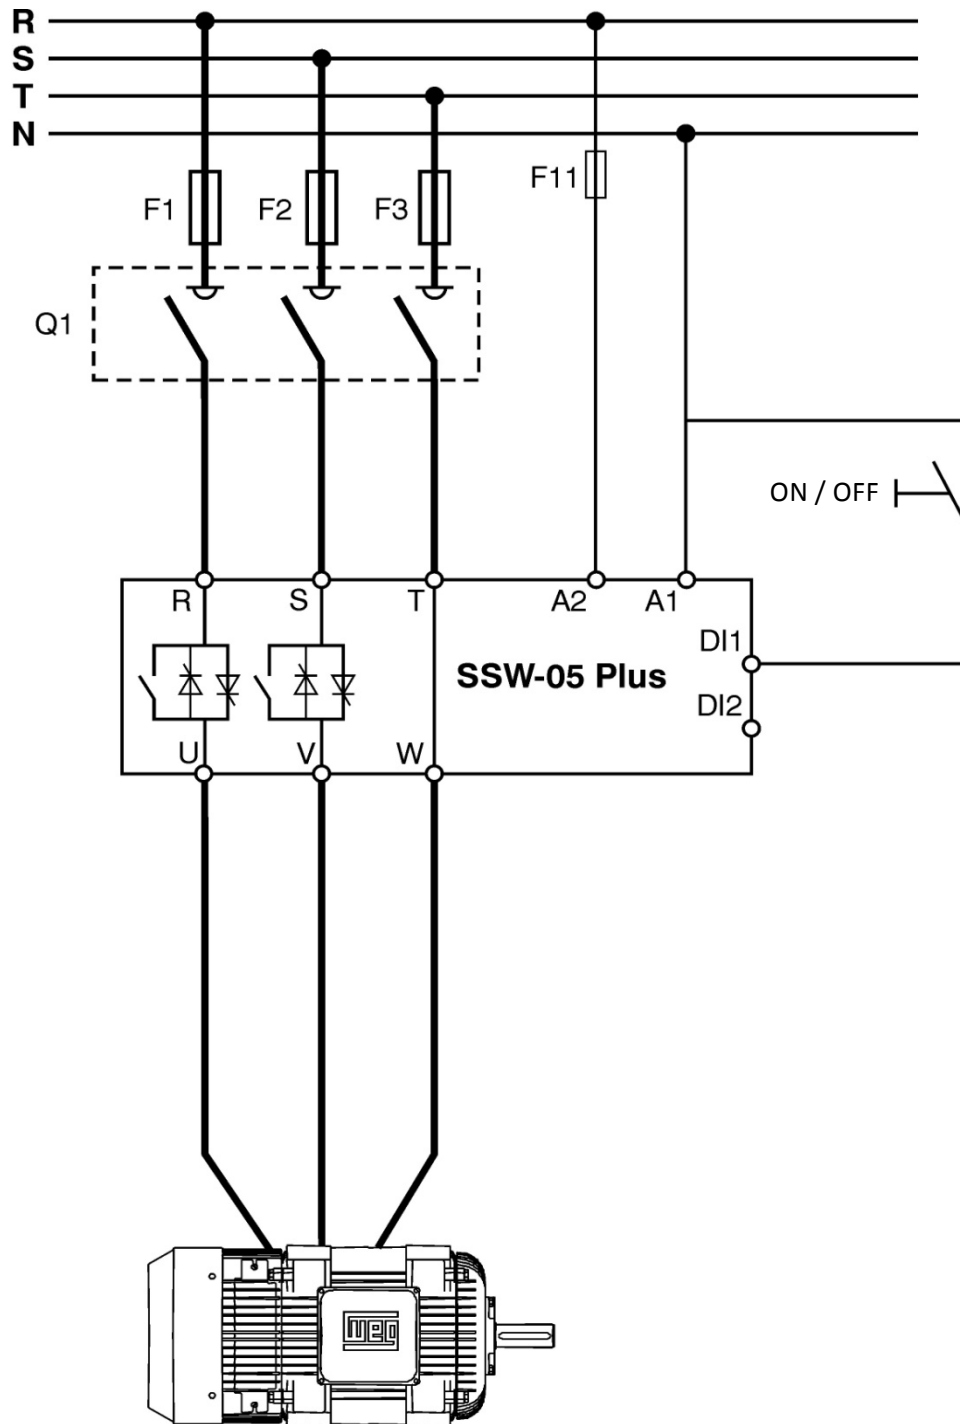 R
S
T
N
F11
F1 F2 F3
Q1
ON / OFF
R S T A2 A1
DI1
SSW-05 Plus
DI2
U V W
WEG